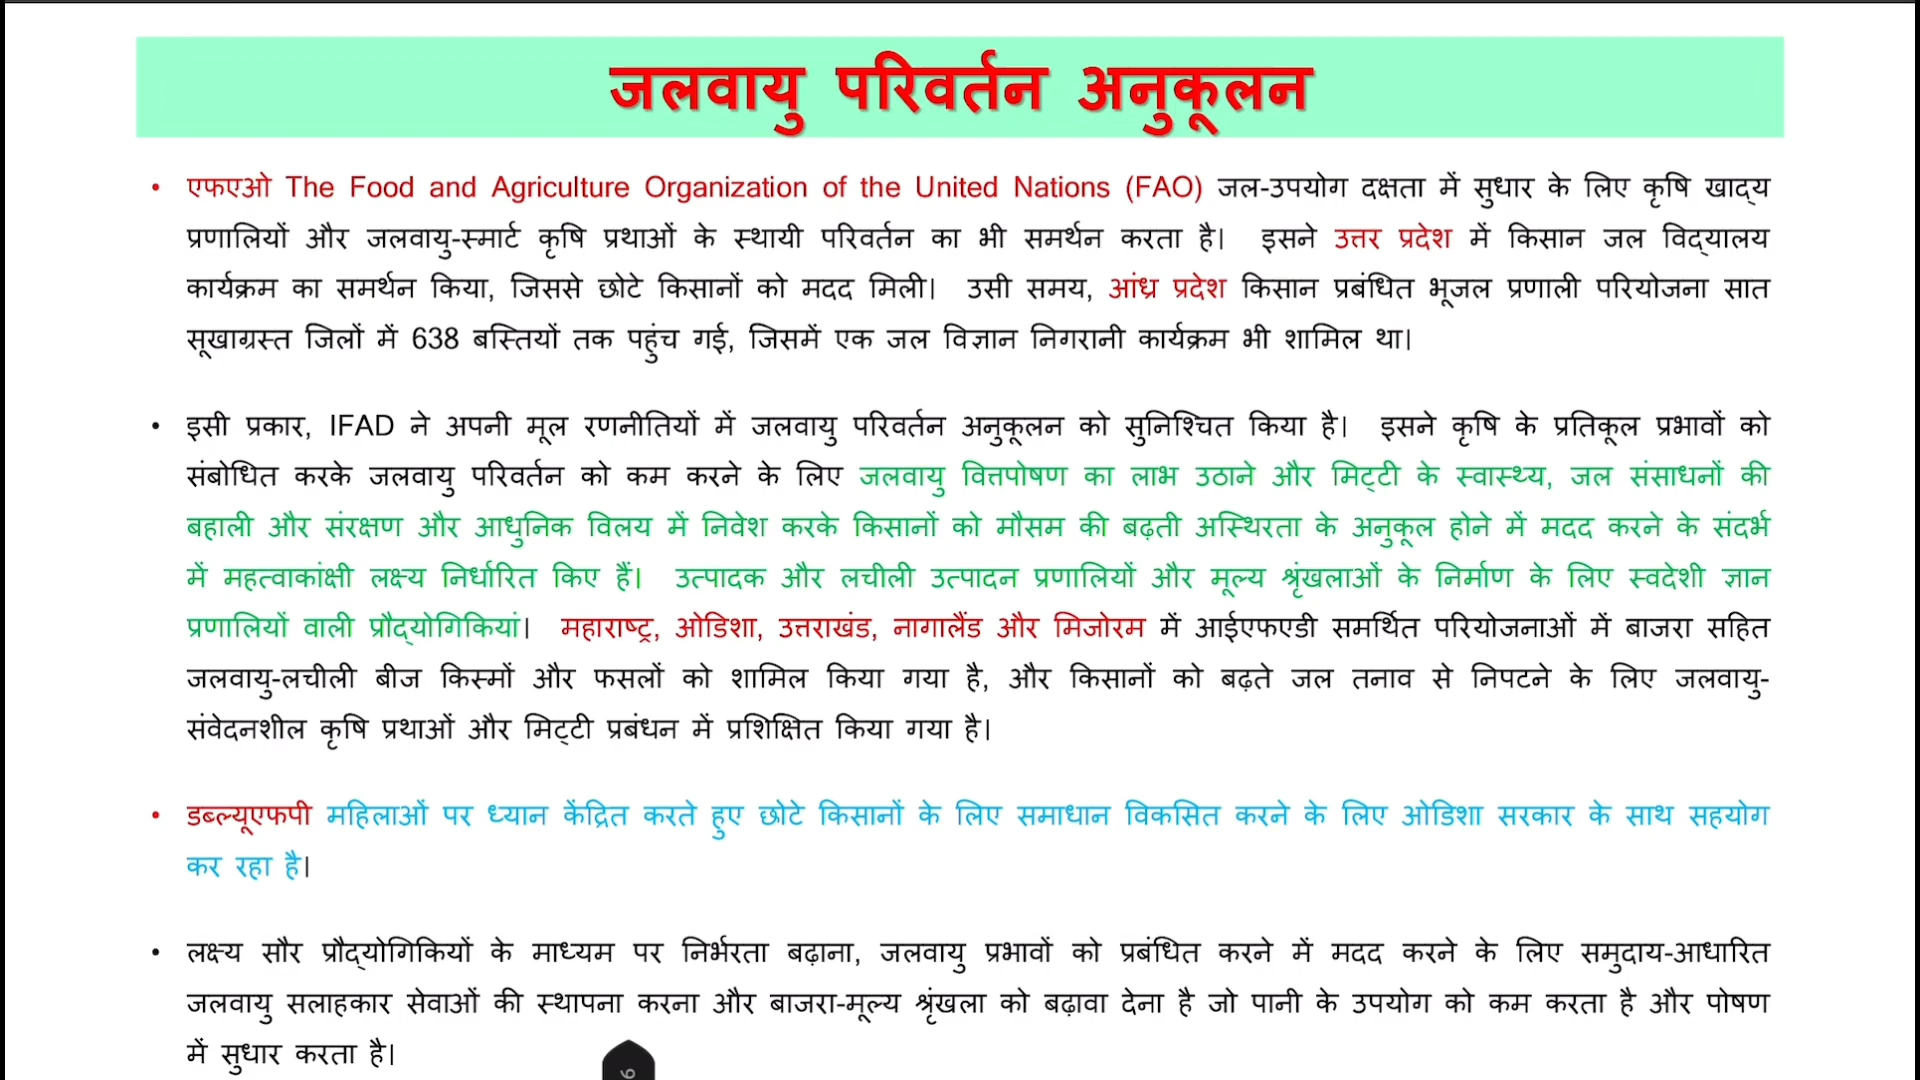 जलवायु परिवर्तन अनुकूलन
• एफएओ The Food and Agriculture Organization of the United Nations (FAO) जल-उपयोग दक्षता में सुधार के लिए कृषि खाद्य
प्रणालियों और जलवायु-स्मार्ट कृषि प्रथाओं के स्थायी परिवर्तन का भी समर्थन करता है। इसने उत्तर प्रदेश में किसान जल विद्यालय
कार्यक्रम का समर्थन किया, जिससे छोटे किसानों को मदद मिली। उसी समय, आंध्र प्रदेश किसान प्रबंधित भूजल प्रणाली परियोजना सात
सूखाग्रस्त जिलों में 638 बस्तियों तक पहुंच गई, जिसमें एक जल विज्ञान निगरानी कार्यक्रम भी शामिल था।
• इसी प्रकार, IFAD ने अपनी मूल रणनीतियों में जलवायु परिवर्तन अनुकूलन को सुनिश्चित किया है। इसने कृषि के प्रतिकूल प्रभावों को
संबोधित करके जलवायु परिवर्तन को कम करने के लिए जलवायु वित्तपोषण का लाभ उठाने और मिट्टी के स्वास्थ्य, जल संसाधनों की
बहाली और संरक्षण और आधुनिक विलय में निवेश करके किसानों को मौसम की बढ़ती अस्थिरता के अनुकूल होने में मदद करने के संदर्भ
में महत्वाकांक्षी लक्ष्य निर्धारित किए हैं। उत्पादक और लचीली उत्पादन प्रणालियों और मूल्य श्रृंखलाओं के निर्माण के लिए स्वदेशी ज्ञान
प्रणालियों वाली प्रौद्योगिकियां। महाराष्ट्र, ओडिशा, उत्तराखंड, नागालैंड और मिजोरम में आईएफएडी समर्थित परियोजनाओं में बाजरा सहित
जलवायु-लचीली बीज किस्मों और फसलों को शामिल किया गया है, और किसानों को बढ़ते जल तनाव से निपटने के लिए जलवायु-
संवेदनशील कृषि प्रथाओं और मिट्टी प्रबंधन में प्रशिक्षित किया गया है।
• डब्ल्यूएफपी महिलाओं पर ध्यान केंद्रित करते हुए छोटे किसानों के लिए समाधान विकसित करने के लिए ओडिशा सरकार के साथ सहयोग
कर रहा है।
• लक्ष्य सौर प्रौद्योगिकियों के माध्यम पर निर्भरता बढ़ाना, जलवायु प्रभावों को प्रबंधित करने में मदद करने के लिए समुदाय-आधारित
जलवायु सलाहकार सेवाओं की स्थापना करना और बाजरा-मूल्य श्रृंखला को बढ़ावा देना है जो पानी के उपयोग को कम करता है और पोषण
में सुधार करता है।